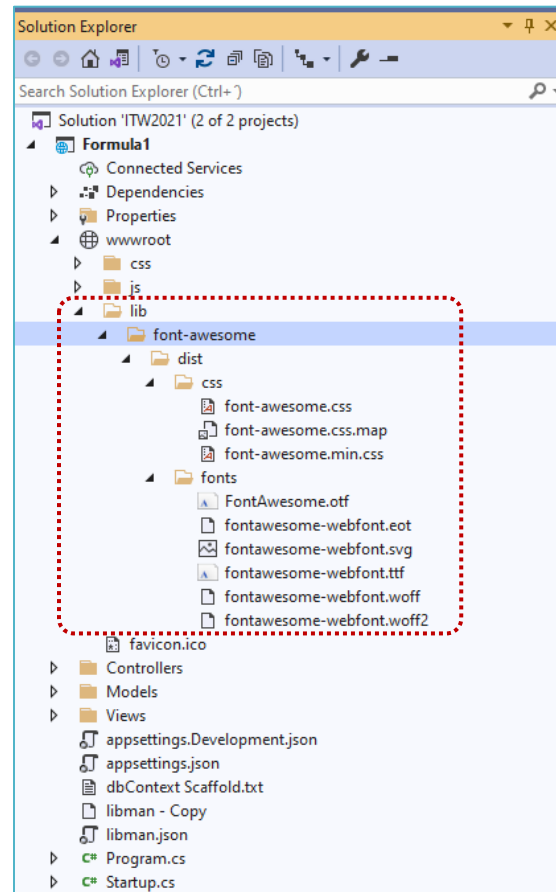 Solution Explorer
Search Solution Explorer (Ctrl+´)
Solution 'ITW2021' (2 of 2 projects)
Formula1
Connected Services
Dependencies
Properties
wwwroot
css
js
lib
font-awesome
dist
css
font-awesome.css
font-awesome.css.map
font-awesome.min.css
fonts
FontAwesome.otf
fontawesome-webfont.eot
fontawesome-webfont.svg
fontawesome-webfont.ttf
fontawesome-webfont.woff
fontawesome-webfont.woff2
favicon.ico
Controllers
Models
Views
appsettings.Development.json
appsettings.json
dbContext Scaffold.txt
libman - Copy
libman.json
C# Program.cs
C# Startup.cs